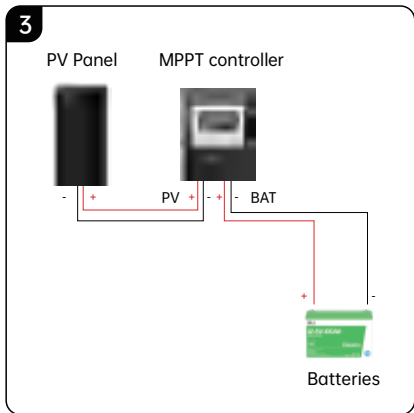 3
PV Panel MPPT controller
- + PV + - + - BAT
+ -
Batteries